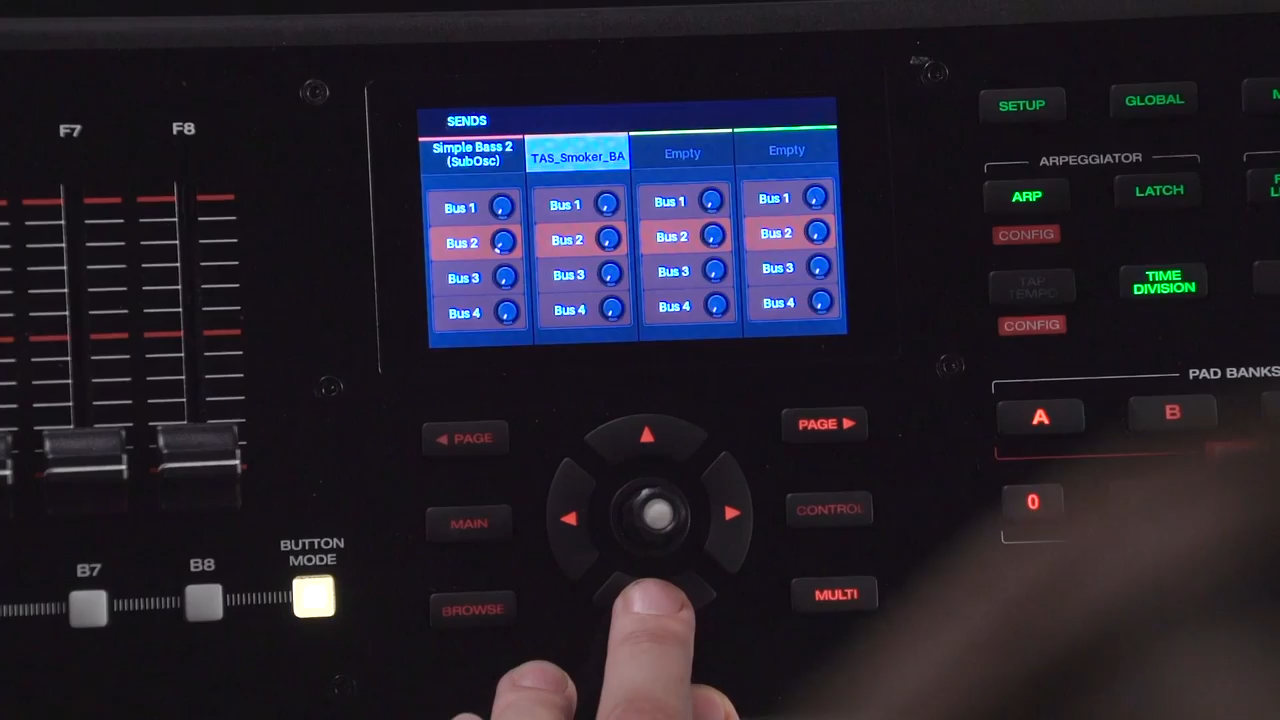 F7
F8
SENDS
Simple Bass 2
(SubOsc)
TAS_Smoker_BA
Empty
Empty
Bus 1
Bus 1
Bus 1
Bus 1
Bus 2
Bus 2
Bus 2
Bus 2
Bus 3
Bus 3
Bus 3
Bus 3
Bus 4
Bus 4
Bus 4
Bus 4
SETUP
GLOBAL
ARPEGGIATOR
ARP
LATCH
CONFIG
TAP
TEMPO
TIME
DIVISION
CONFIG
PAD BANKS
A
B
0
◀ PAGE
PAGE ▶
MAIN
CONTROL
BROWSE
MULTI
B7
B8
BUTTON
MODE